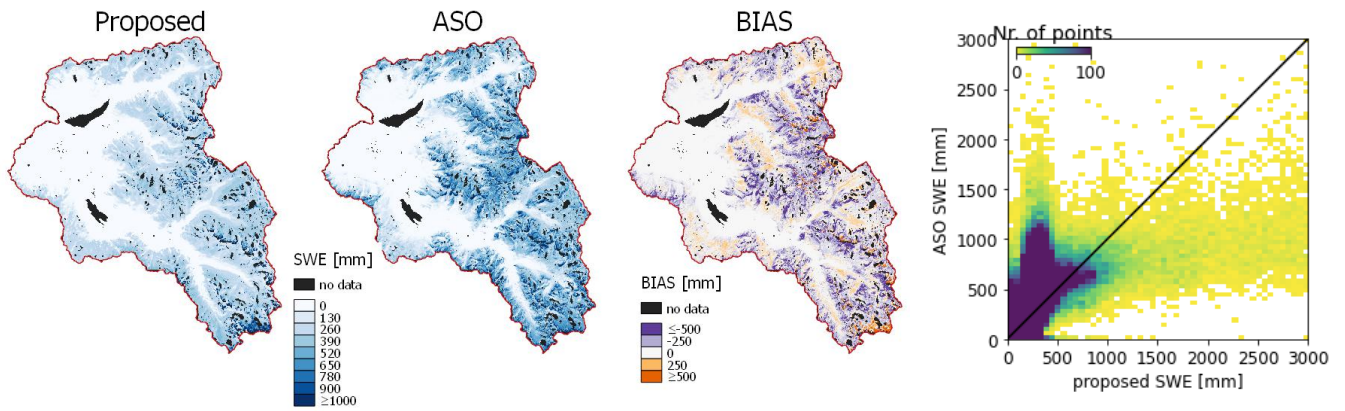 Proposed
ASO
BIAS
SWE [mm]
no data
0
130
260
390
520
650
780
900
≥1000
BIAS [mm]
no data
≤-500
-250
0
250
≥500
Nr. of points
0 100
3000
2500
2000
1500
1000
500
0
ASO SWE [mm]
0 500 1000 1500 2000 2500 3000
proposed SWE [mm]